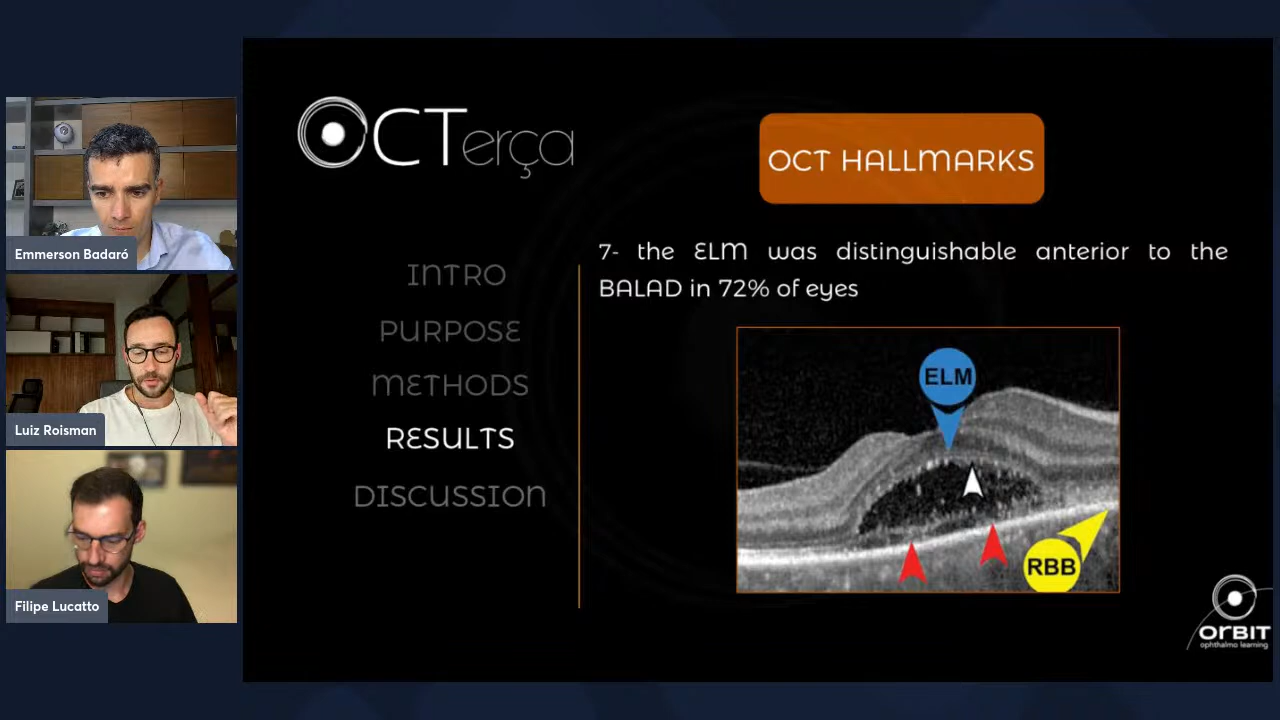 OCTerça
OCT HALLMARKS
7- the ELM was distinguishable anterior to the
BALAD in 72% of eyes
INTRO
PURPOSE
METHODS
RESULTS
DISCUSSION
ELM
RBB
Emmerson Badaró
Luiz Roisman
Filipe Lucatto
ORBIT
ophthalmo learning